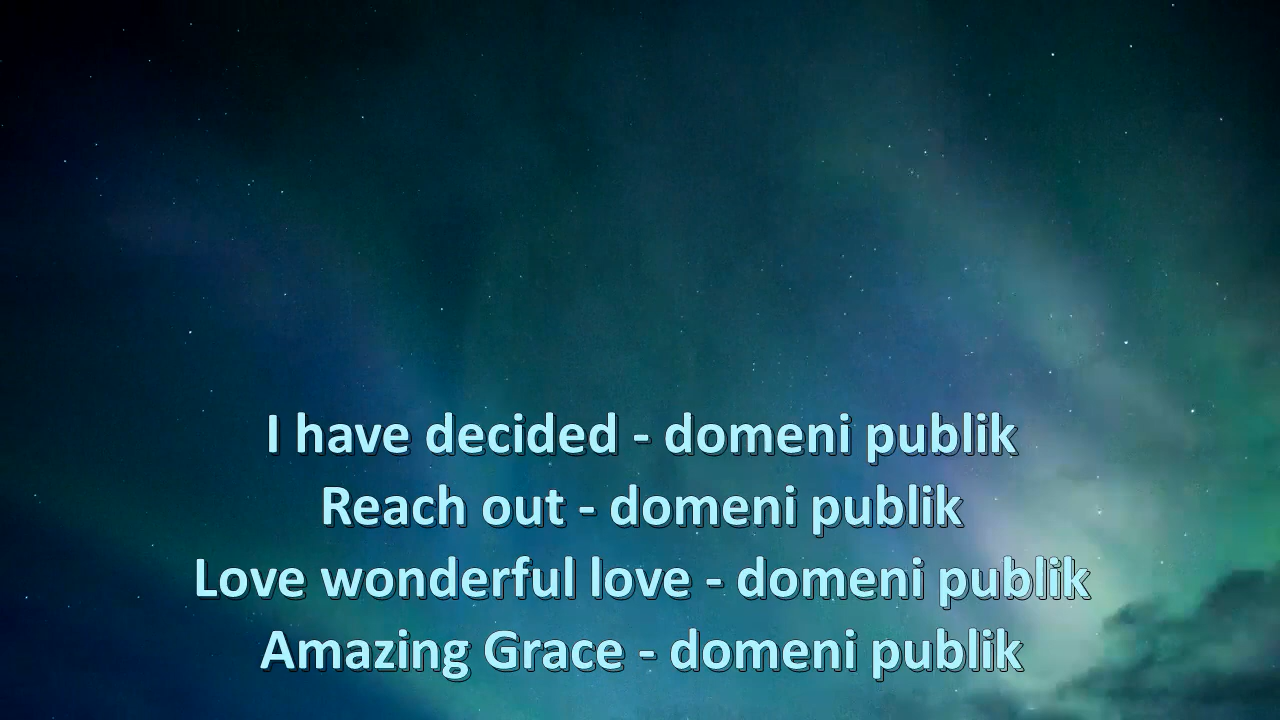 I have decided - domeni publik
Reach out - domeni publik
Love wonderful love - domeni publik
Amazing Grace - domeni publik